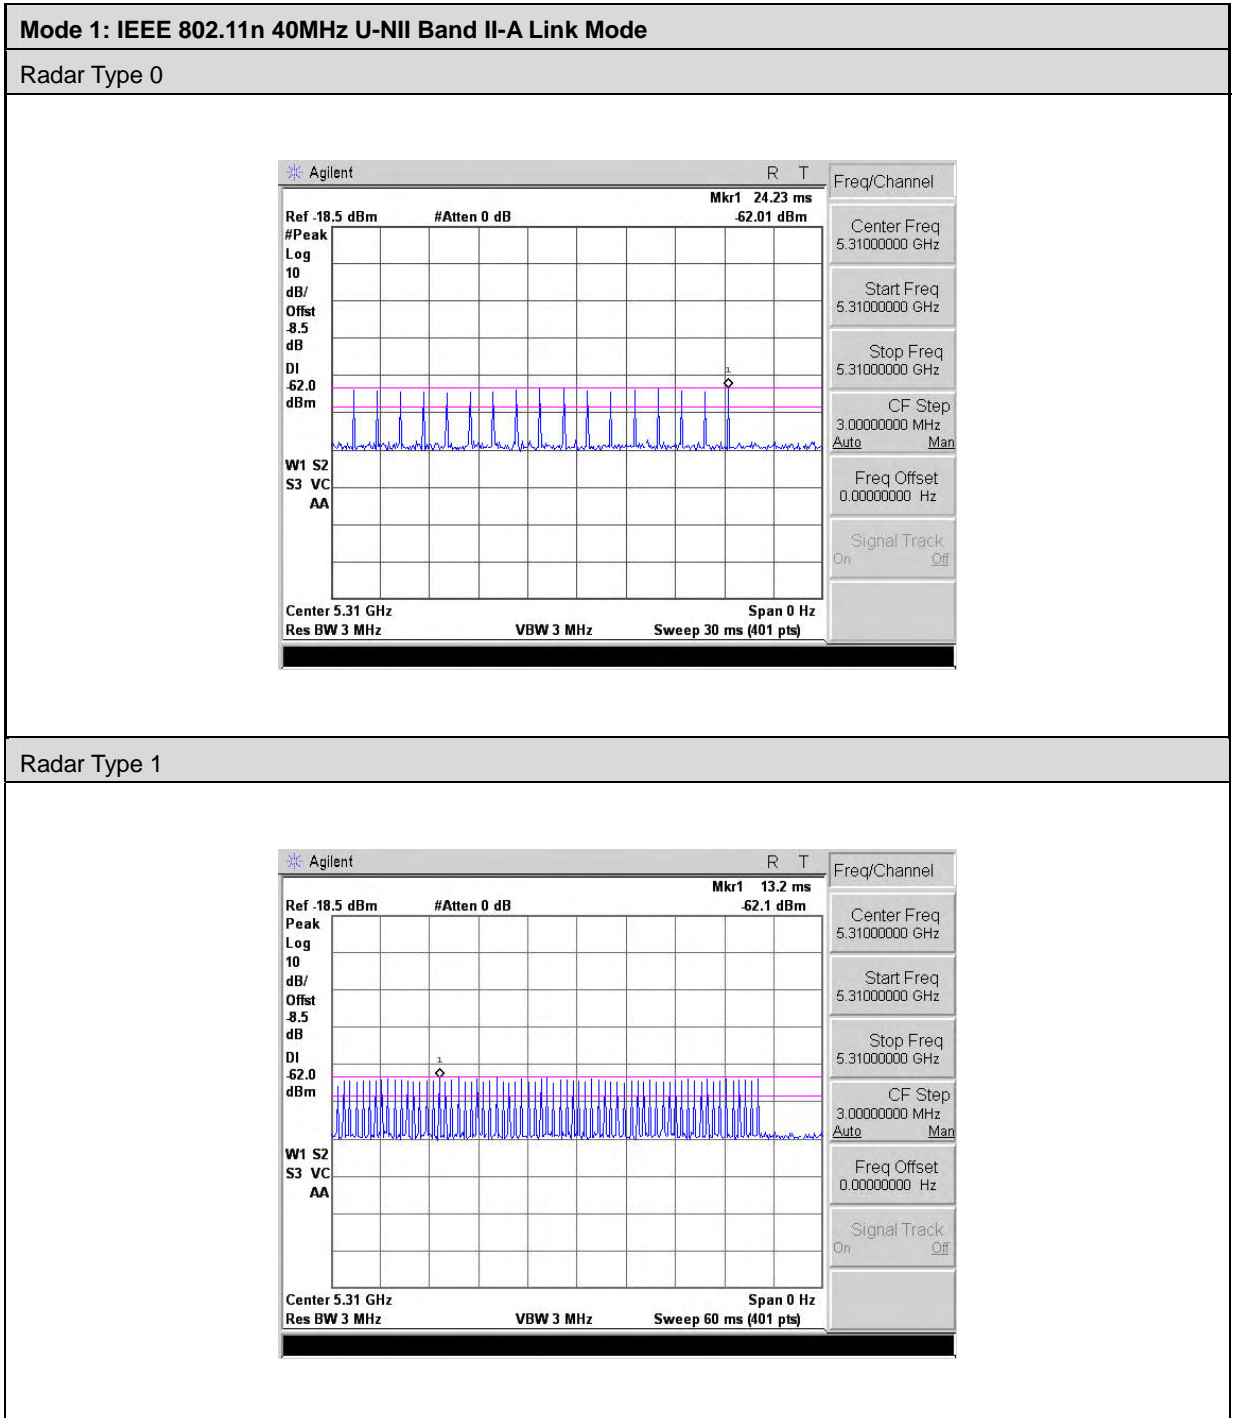 Mode 1: IEEE 802.11n 40MHz U-NII Band II-A Link Mode
Radar Type 0
Agilent R T
Mkr1 24.23 ms
Ref -18.5 dBm #Atten 0 dB -62.01 dBm
#Peak
Log
10
dB/
Offst
-8.5
dB
DI
-62.0
dBm
1
W1 S2
S3 VC
AA
Center 5.31 GHz Span 0 Hz
Res BW 3 MHz VBW 3 MHz Sweep 30 ms (401 pts)
Freq/Channel
Center Freq
5.31000000 GHz
Start Freq
5.31000000 GHz
Stop Freq
5.31000000 GHz
CF Step
3.00000000 MHz
Auto Man
Freq Offset
0.00000000 Hz
Signal Track
On Off
Radar Type 1
Agilent R T
Mkr1 13.2 ms
Ref -18.5 dBm #Atten 0 dB -62.1 dBm
Peak
Log
10
dB/
Offst
-8.5
dB
DI
-62.0
dBm
1
W1 S2
S3 VC
AA
Center 5.31 GHz Span 0 Hz
Res BW 3 MHz VBW 3 MHz Sweep 60 ms (401 pts)
Freq/Channel
Center Freq
5.31000000 GHz
Start Freq
5.31000000 GHz
Stop Freq
5.31000000 GHz
CF Step
3.00000000 MHz
Auto Man
Freq Offset
0.00000000 Hz
Signal Track
On Off